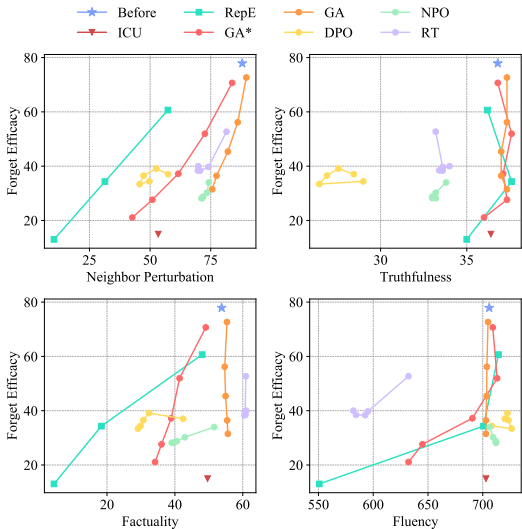 Before RepE GA NPO
ICU GA* DPO RT
80
60
40
20
Forget Efficacy
25 50 75
Neighbor Perturbation
80
60
40
20
Forget Efficacy
30 35
Truthfulness
80
60
40
20
Forget Efficacy
20 40 60
Factuality
80
60
40
20
Forget Efficacy
550 600 650 700
Fluency